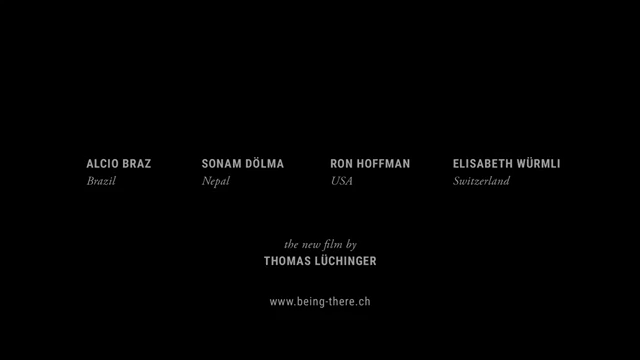 ALCIO BRAZ SONAM DÖLMA RON HOFFMAN ELISABETH WÜRMLI
Brazil Nepal USA Switzerland
the new film by
THOMAS LÜCHINGER
www.being-there.ch